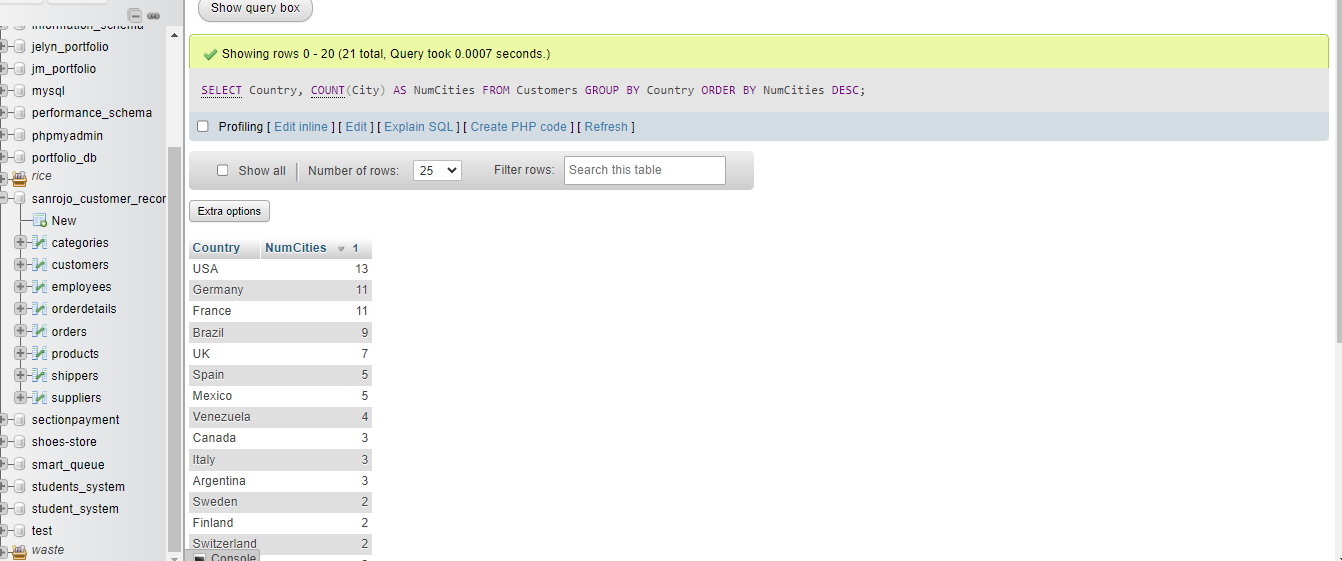 information_schema
jelyn_portfolio
jm_portfolio
mysql
performance_schema
phpmyadmin
portfolio_db
rice
sanrojo_customer_recor
New
categories
customers
employees
orderdetails
orders
products
shippers
suppliers
sectionpayment
shoes-store
smart_queue
students_system
student_system
test
waste
Show query box
Showing rows 0 - 20 (21 total, Query took 0.0007 seconds.)
SELECT Country, COUNT(City) AS NumCities FROM Customers GROUP BY Country ORDER BY NumCities DESC;
Profiling [ Edit inline ] [ Edit ] [ Explain SQL ] [ Create PHP code ] [ Refresh ]
Show all Number of rows: 25 Filter rows: Search this table
Extra options
Country NumCities 1
USA 13
Germany 11
France 11
Brazil 9
UK 7
Spain 5
Mexico 5
Venezuela 4
Canada 3
Italy 3
Argentina 3
Sweden 2
Finland 2
Switzerland 2
Console